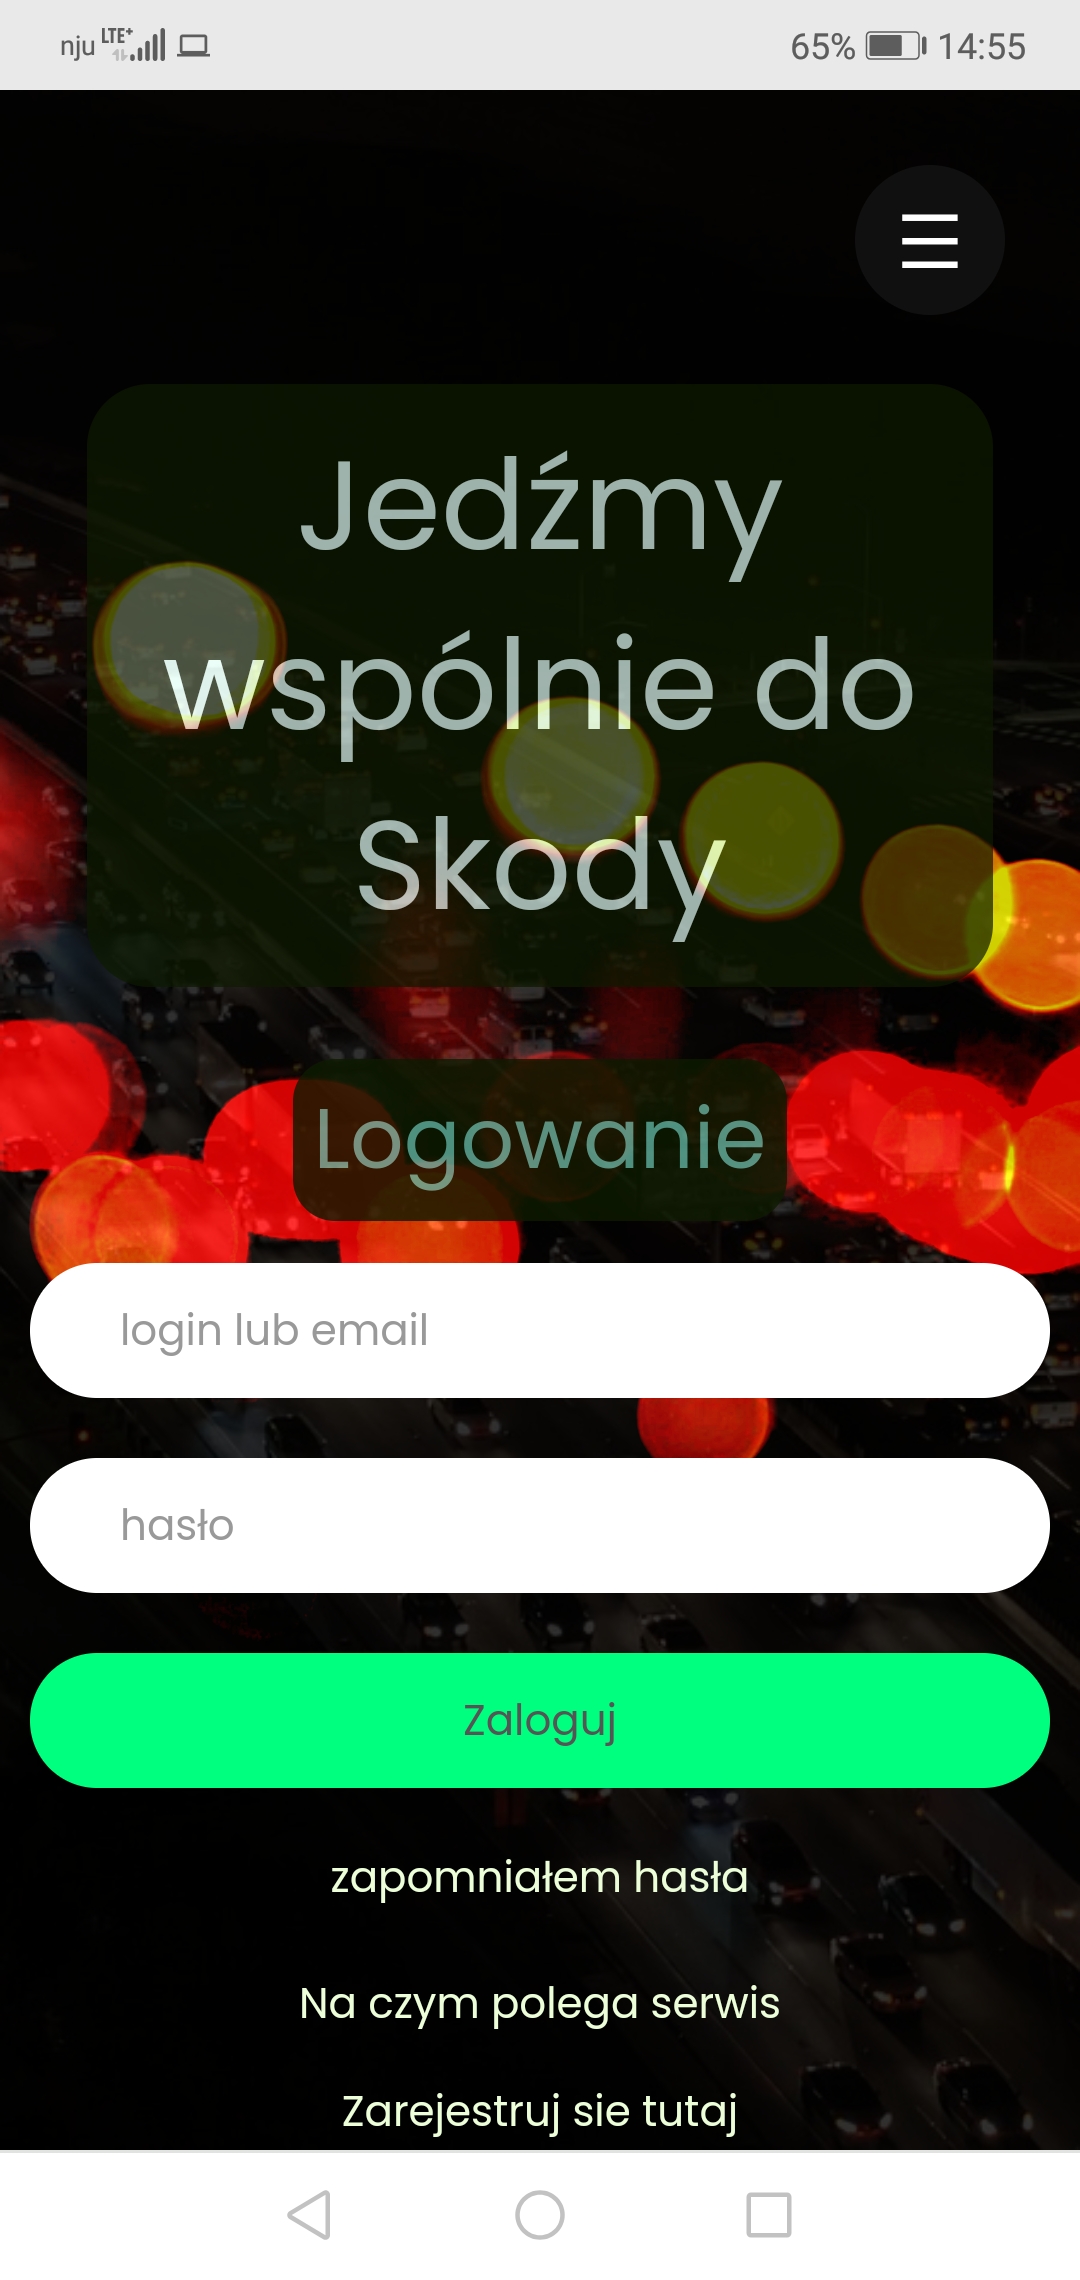 nju LTE+ 65% 14:55
Jedźmy
wspólnie do
Skody
Logowanie
login lub email
hasło
Zaloguj
zapomniałem hasła
Na czym polega serwis
Zarejestruj sie tutaj